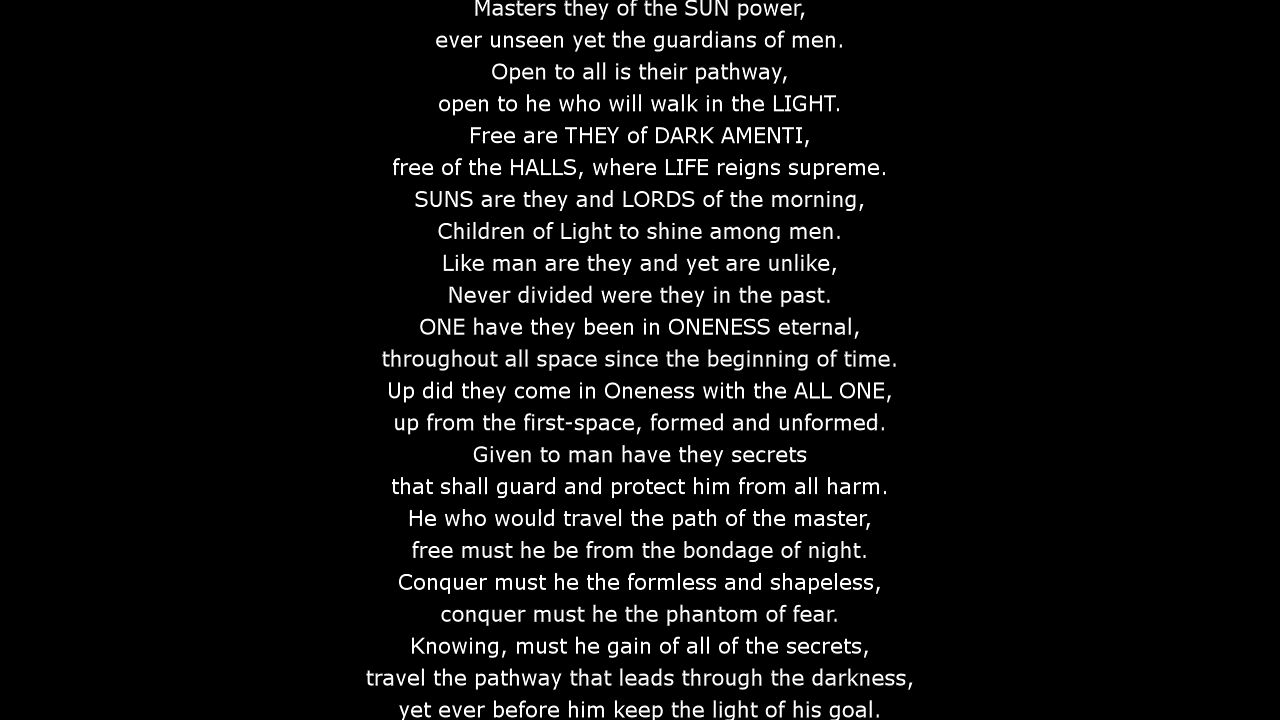 Masters they of the SUN power,
ever unseen yet the guardians of men.
Open to all is their pathway,
open to he who will walk in the LIGHT.
Free are THEY of DARK AMENTI,
free of the HALLS, where LIFE reigns supreme.
SUNS are they and LORDS of the morning,
Children of Light to shine among men.
Like man are they and yet are unlike,
Never divided were they in the past.
ONE have they been in ONENESS eternal,
throughout all space since the beginning of time.
Up did they come in Oneness with the ALL ONE,
up from the first-space, formed and unformed.
Given to man have they secrets
that shall guard and protect him from all harm.
He who would travel the path of the master,
free must he be from the bondage of night.
Conquer must he the formless and shapeless,
conquer must he the phantom of fear.
Knowing, must he gain of all of the secrets,
travel the pathway that leads through the darkness,
yet ever before him keep the light of his goal.